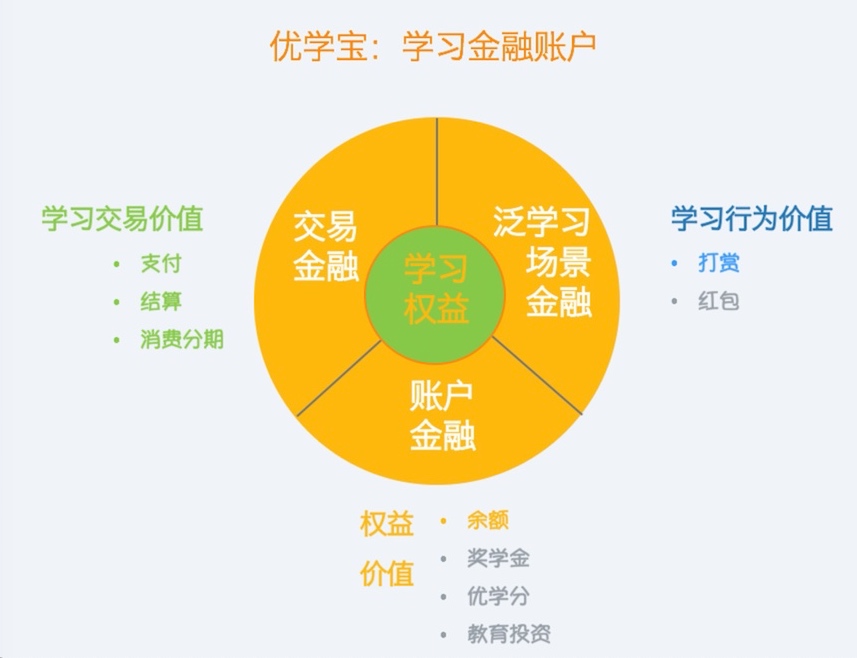 优学宝：学习金融账户
学习交易价值
• 支付
• 结算
• 消费分期
交易
金融
学习
权益
泛学习
场景
金融
学习行为价值
• 打赏
• 红包
账户
金融
权益
价值
• 余额
• 奖学金
• 优学分
• 教育投资